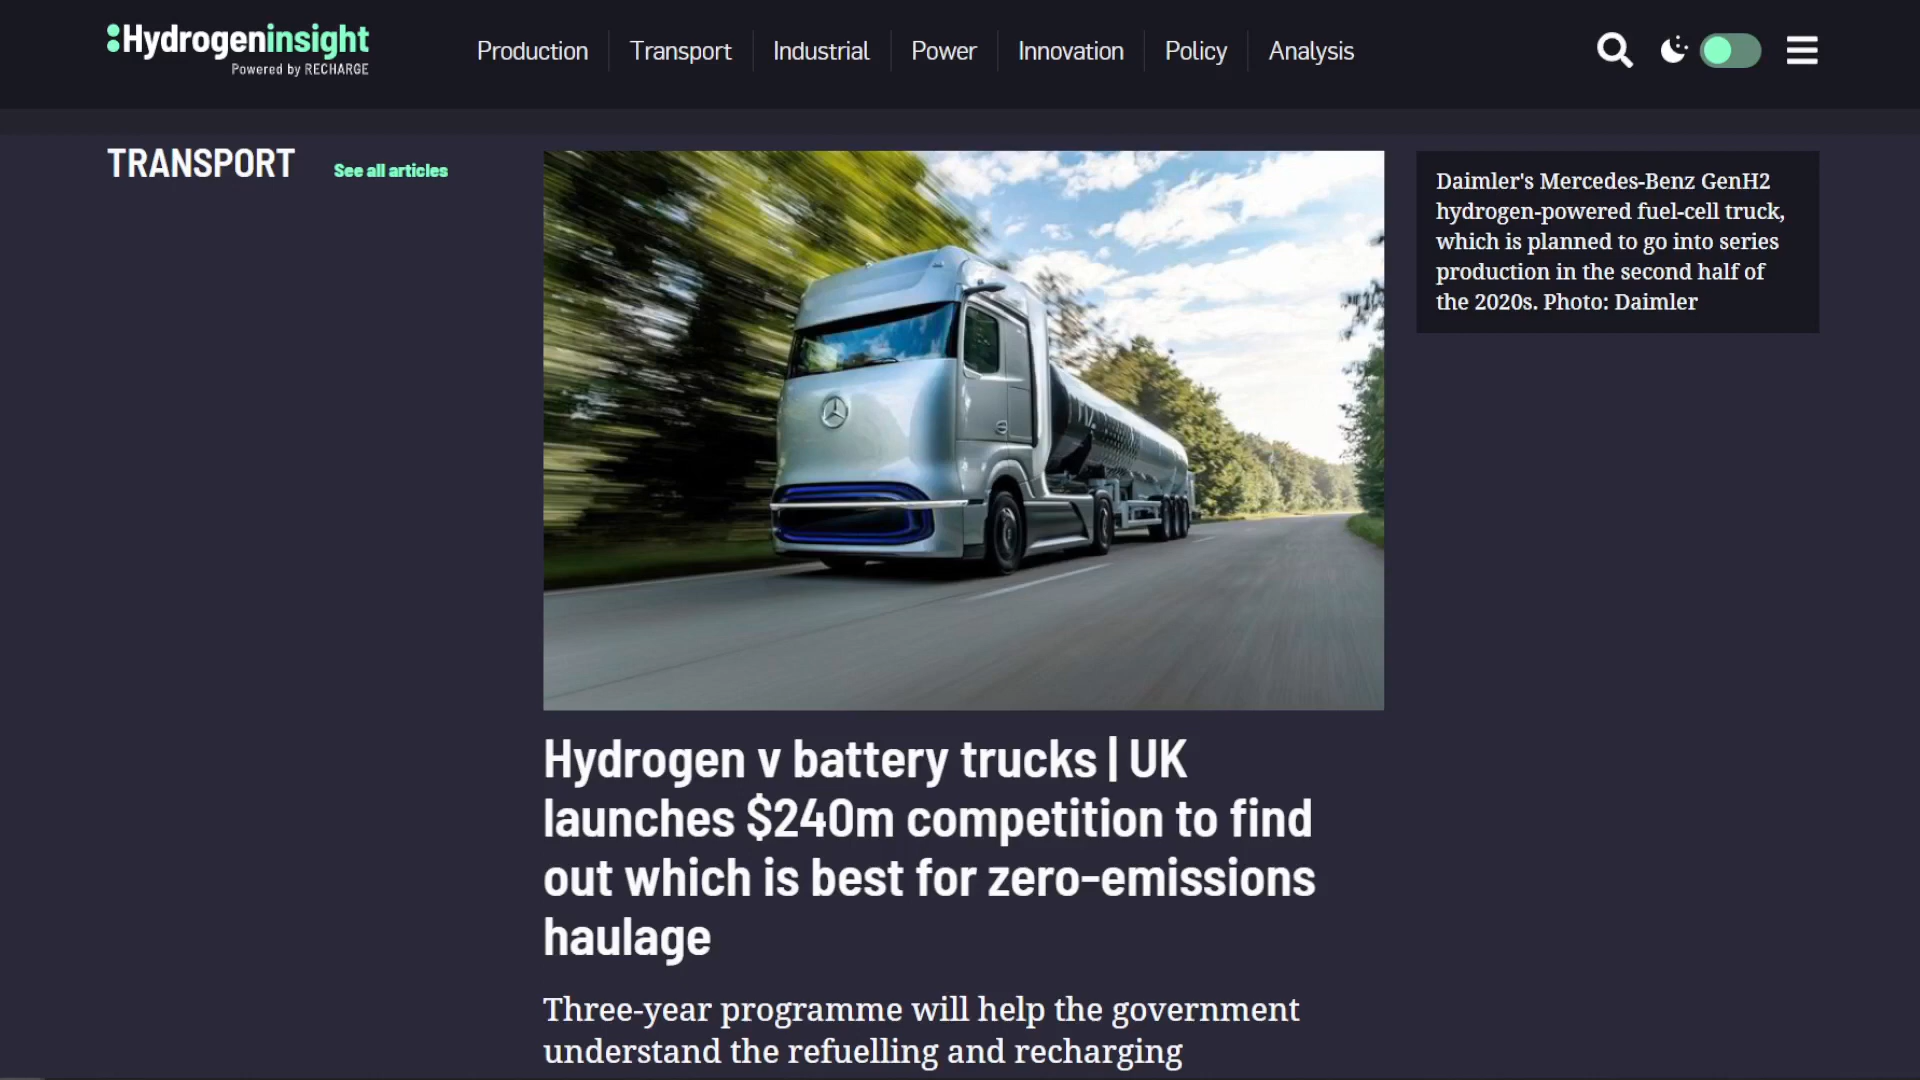 Hydrogeninsight
Powered by RECHARGE
Production
Transport
Industrial
Power
Innovation
Policy
Analysis
TRANSPORT
See all articles
Daimler's Mercedes-Benz GenH2
hydrogen-powered fuel-cell truck,
which is planned to go into series
production in the second half of
the 2020s. Photo: Daimler
Hydrogen v battery trucks | UK
launches $240m competition to find
out which is best for zero-emissions
haulage
Three-year programme will help the government
understand the refuelling and recharging